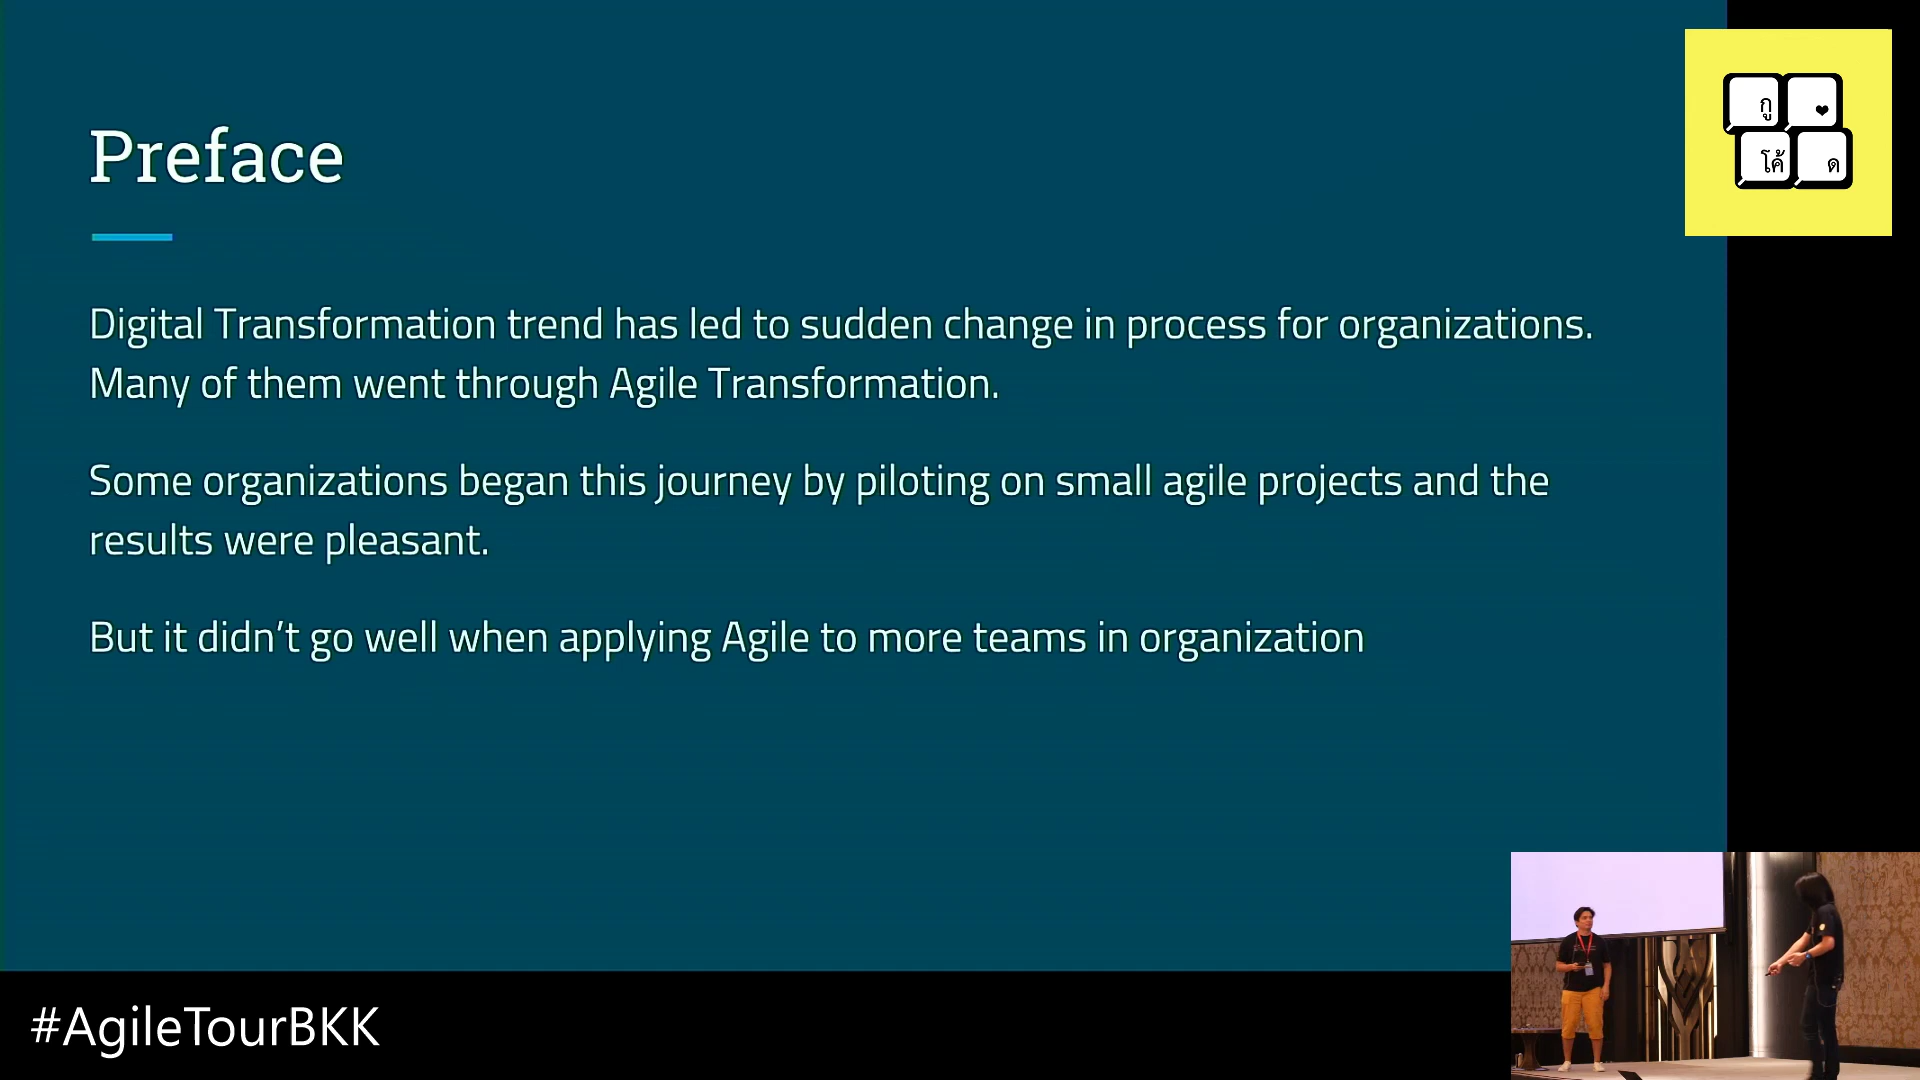 Preface
Digital Transformation trend has led to sudden change in process for organizations.
Many of them went through Agile Transformation.
Some organizations began this journey by piloting on small agile projects and the
results were pleasant.
But it didn’t go well when applying Agile to more teams in organization
กู ❤
โค้ ด
#AgileTourBKK